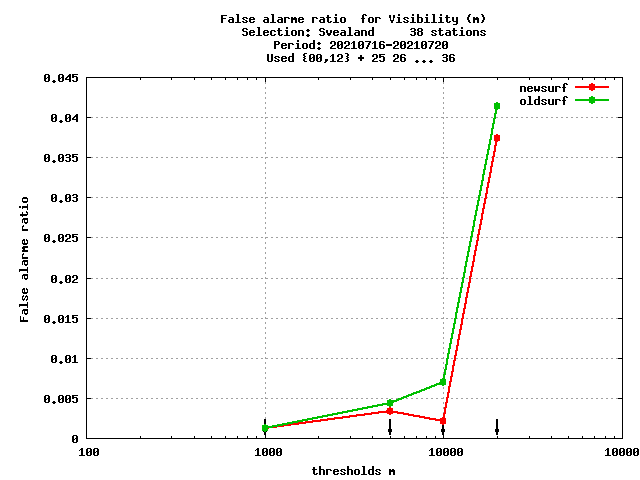 False alarme ratio  for Visibility (m)
Selection: Svealand     38 stations
Period: 20210716-20210720
Used {00,12} + 25 26 ... 36
newsurf
oldsurf
0.045
0.04
0.035
0.03
0.025
0.02
0.015
0.01
0.005
0
False alarme ratio
100
1000
10000
10000
thresholds m